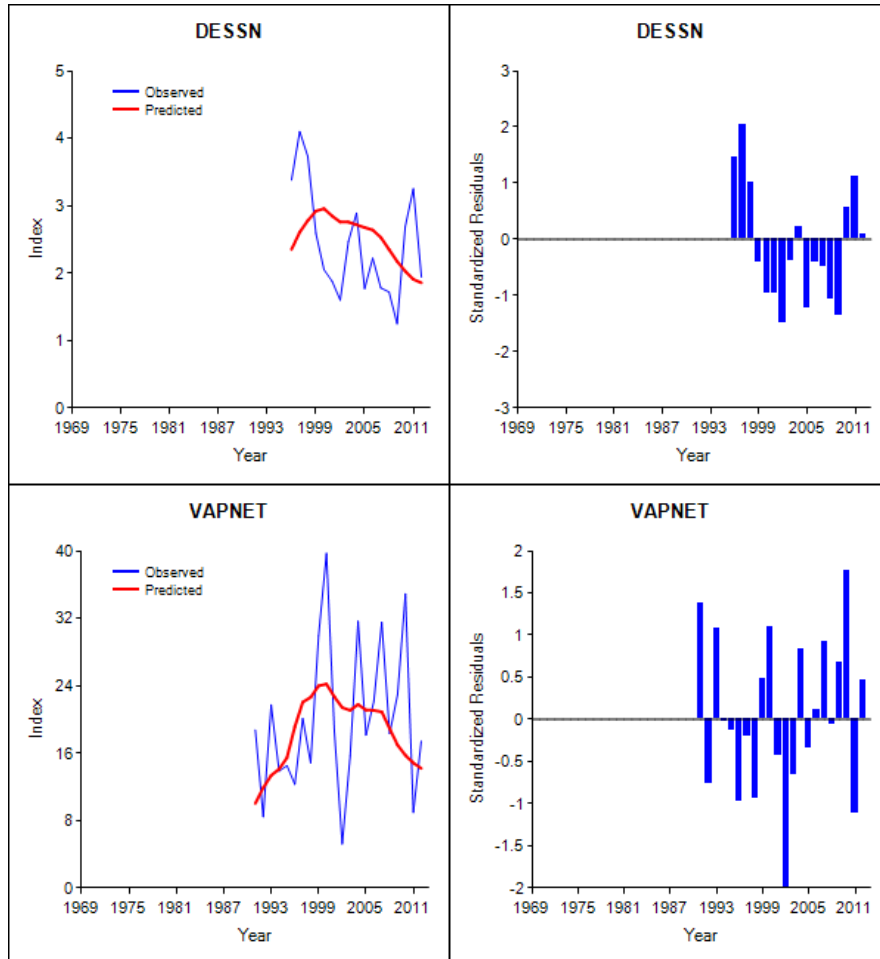 DESSN
5
4
3
2
1
0
Index
Observed
Predicted
1969 1975 1981 1987 1993 1999 2005 2011
Year
DESSN
3
2
1
0
-1
-2
-3
Standardized Residuals
1969 1975 1981 1987 1993 1999 2005 2011
Year
VAPNET
40
32
24
16
8
0
Index
Observed
Predicted
1969 1975 1981 1987 1993 1999 2005 2011
Year
VAPNET
2
1.5
1
0.5
0
-0.5
-1
-1.5
-2
Standardized Residuals
1969 1975 1981 1987 1993 1999 2005 2011
Year